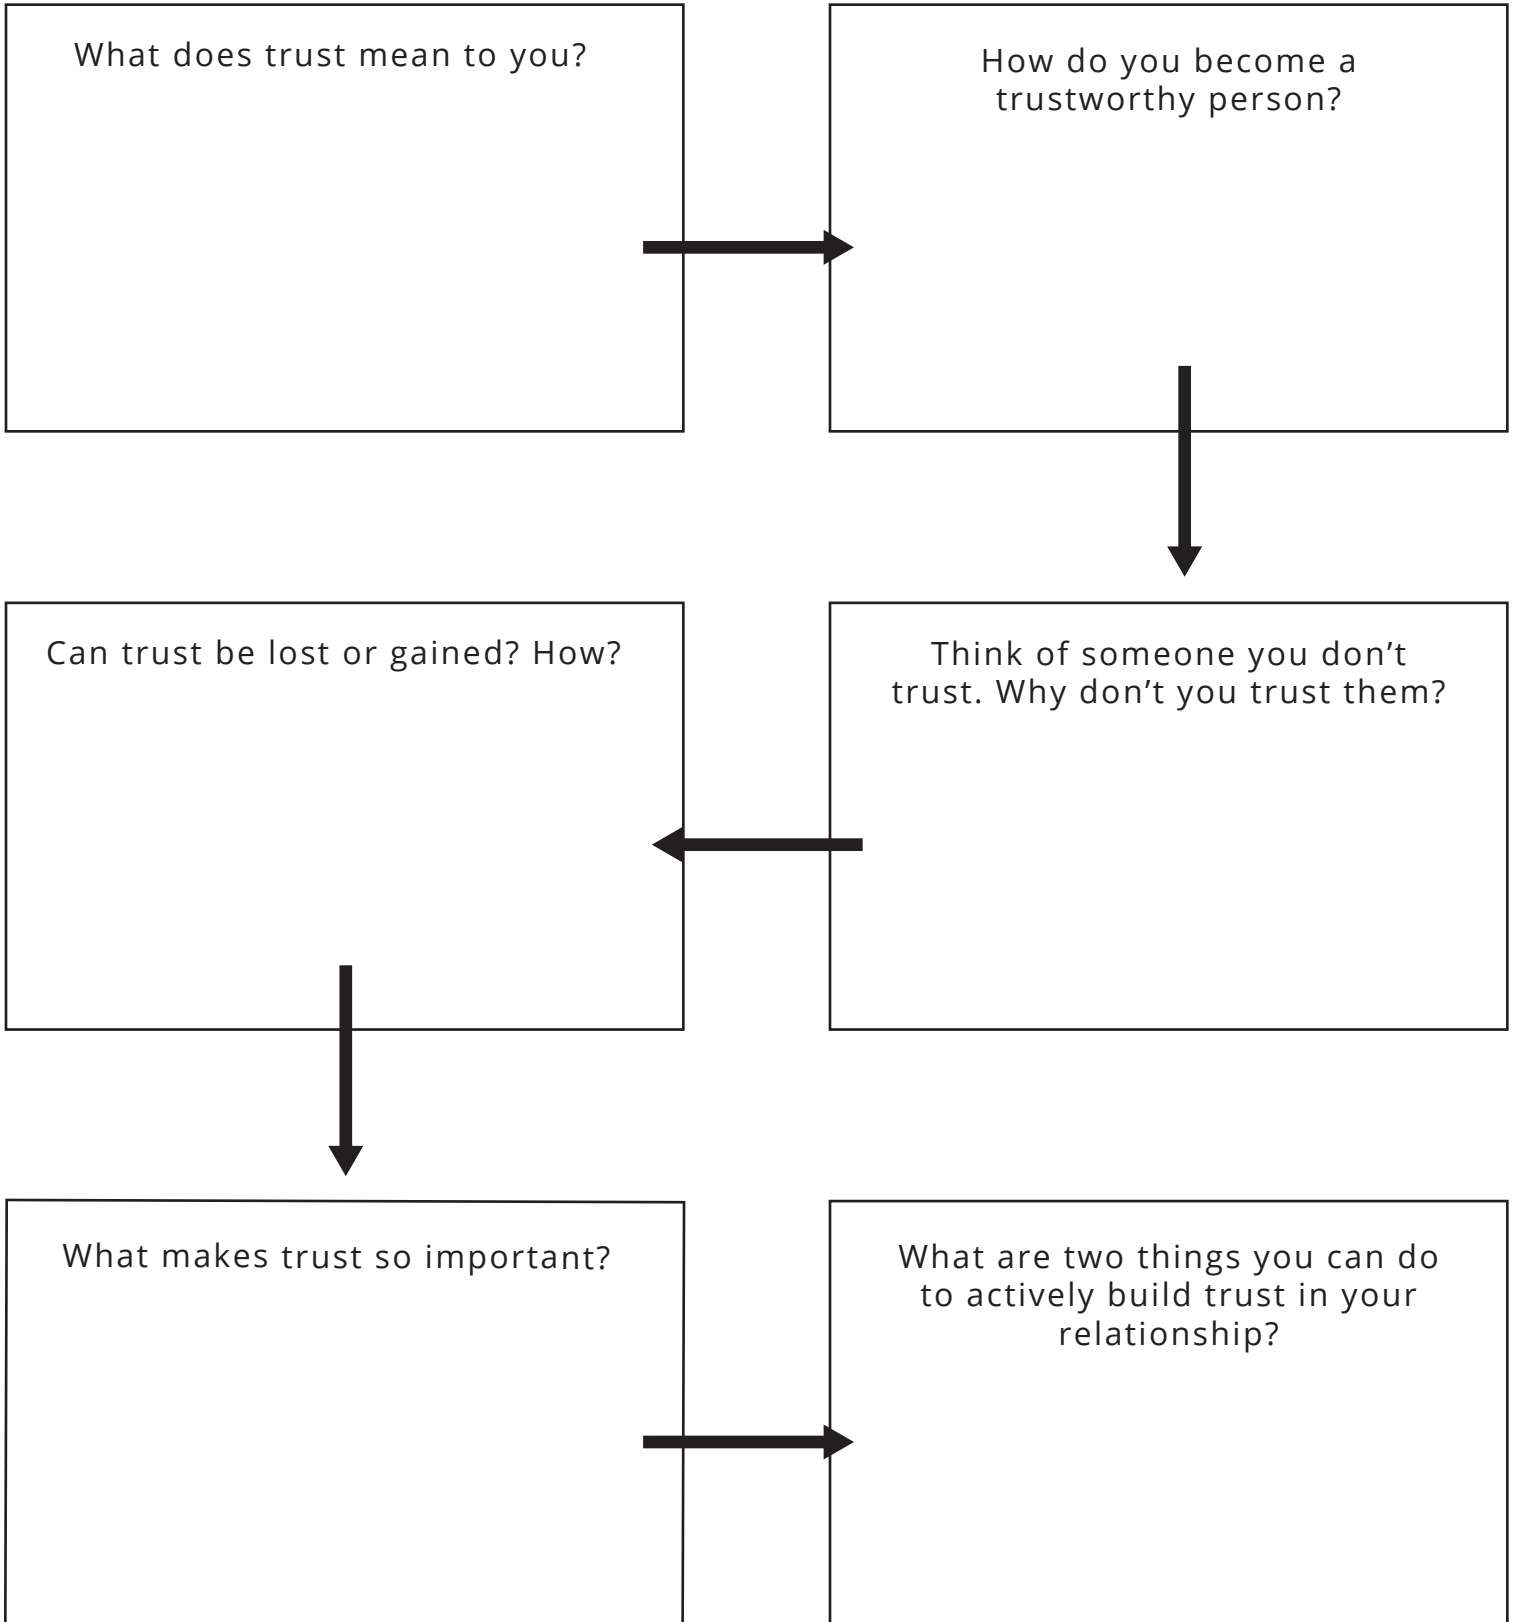 What does trust mean to you?
How do you become a
trustworthy person?
Think of someone you don’t
trust. Why don’t you trust them?
Can trust be lost or gained? How?
What makes trust so important?
What are two things you can do
to actively build trust in your
relationship?